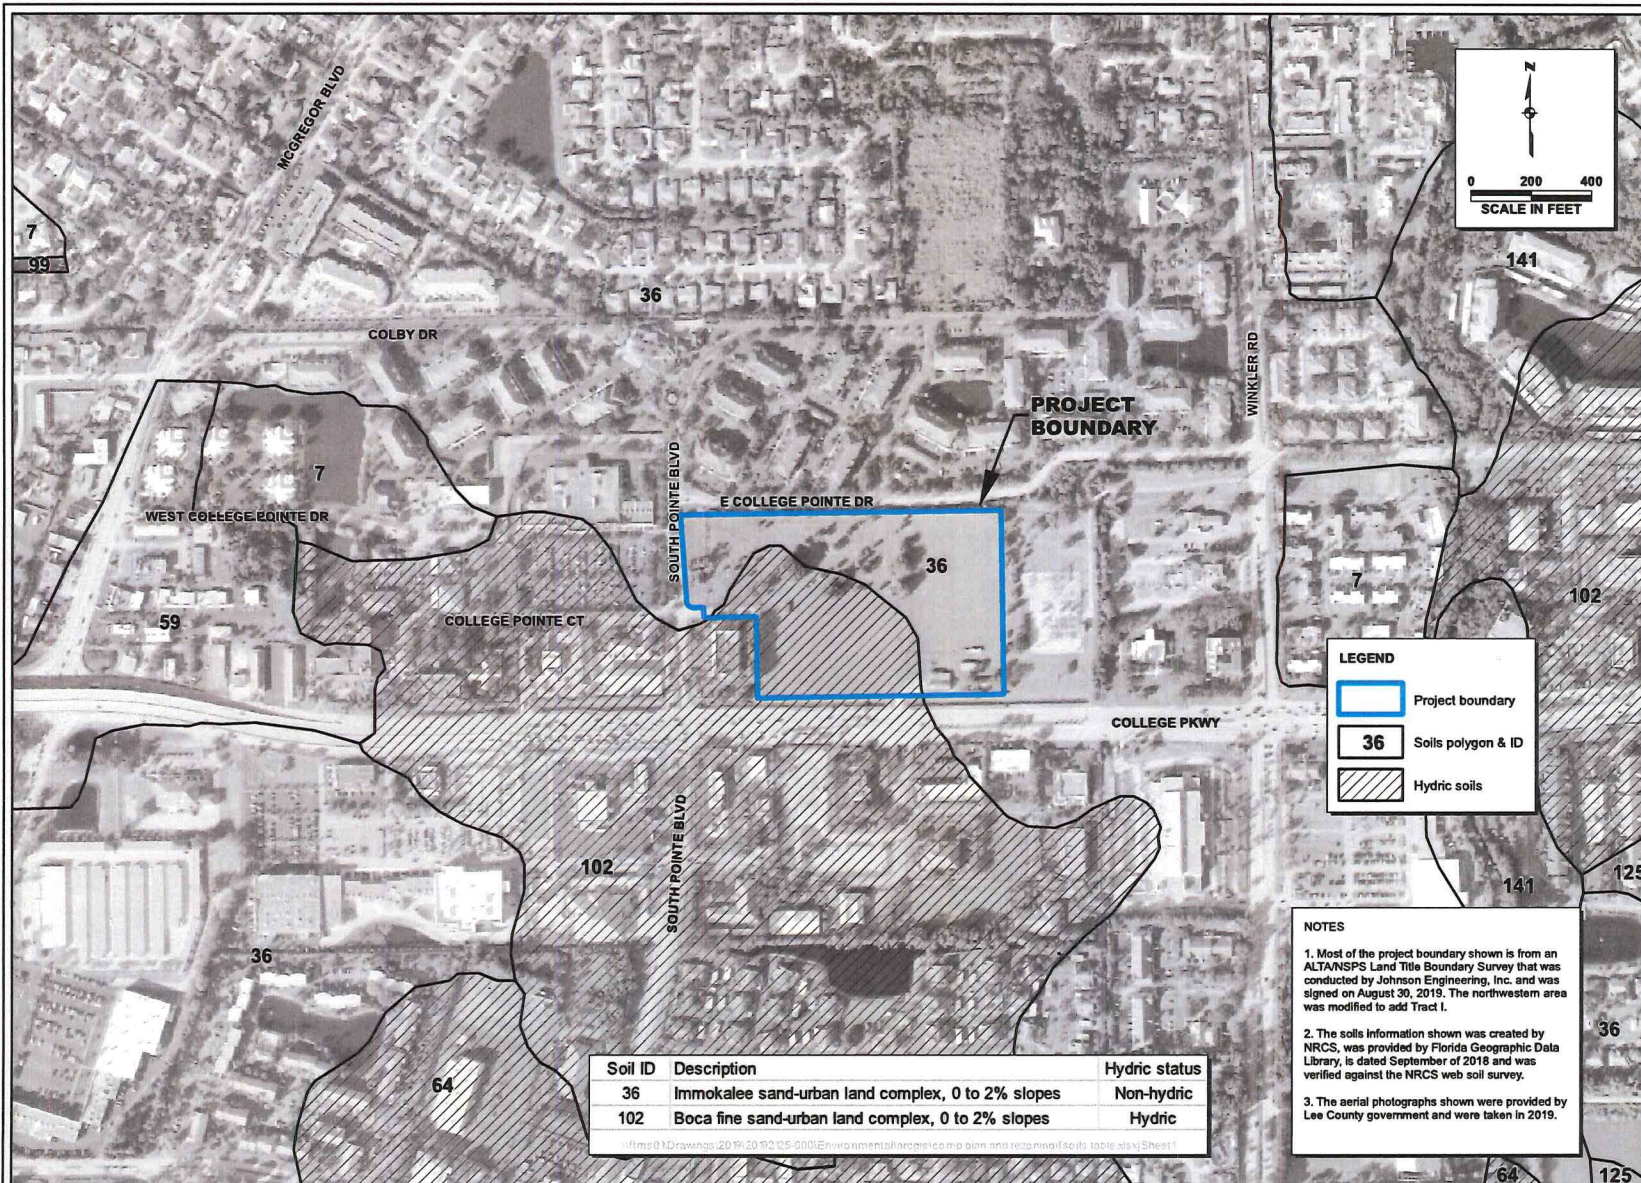 MCGREGOR BLVD
N
0 200 400
SCALE IN FEET
7
99
141
36
COLBY DR
WINKLER RD
PROJECT
BOUNDARY
SOUTH POINTE BLVD
7
E COLLEGE POINTE DR
WEST COLLEGE POINTE DR
36
7
102
59
COLLEGE POINTE CT
LEGEND
Project boundary
36 Soils polygon & ID
Hydric soils
COLLEGE PKWY
SOUTH POINTE BLVD
102
141
125
36
NOTES
1. Most of the project boundary shown is from an
ALTA/NSPS Land Title Boundary Survey that was
conducted by Johnson Engineering, Inc. and was
signed on August 30, 2019. The northwestern area
was modified to add Tract I.
2. The soils information shown was created by
NRCS, was provided by Florida Geographic Data
Library, is dated September of 2018 and was
verified against the NRCS web soil survey.
3. The aerial photographs shown were provided by
Lee County government and were taken in 2019.
36
64
Soil ID Description Hydric status
36 Immokalee sand-urban land complex, 0 to 2% slopes Non-hydric
102 Boca fine sand-urban land complex, 0 to 2% slopes Hydric
64
125